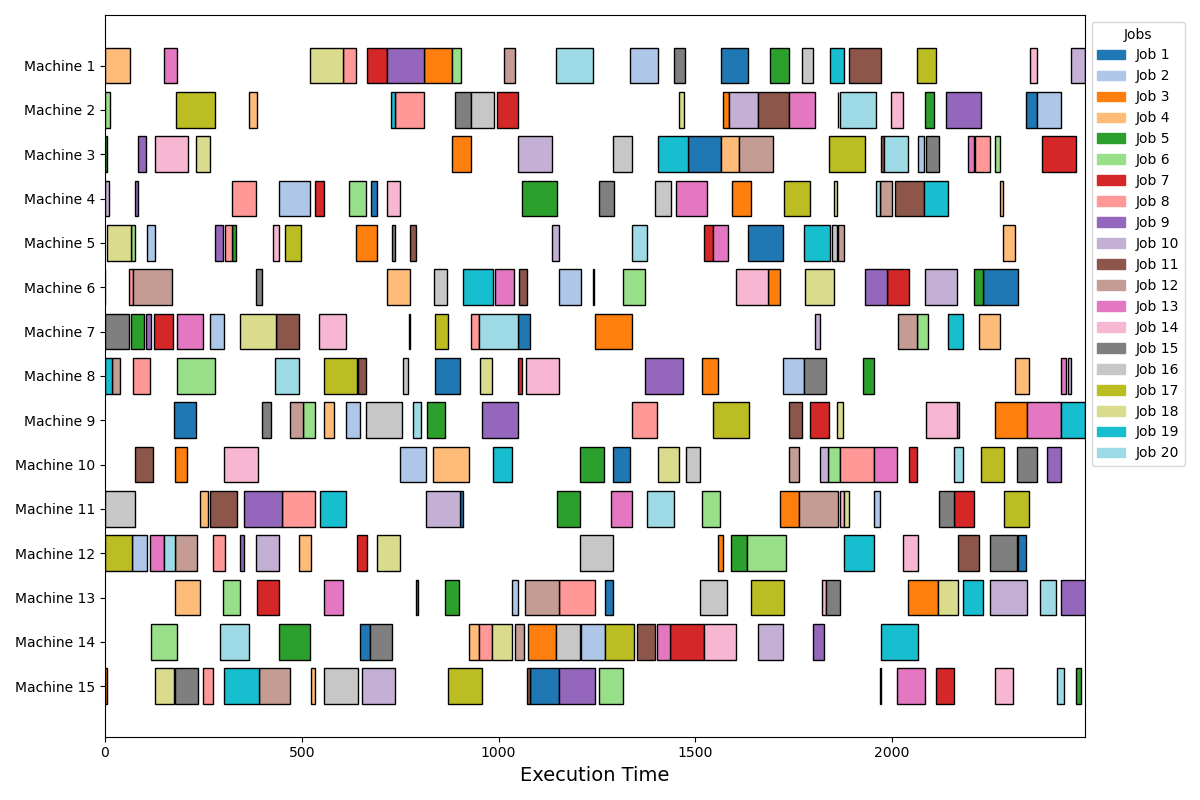 Machine 1
Machine 2
Machine 3
Machine 4
Machine 5
Machine 6
Machine 7
Machine 8
Machine 9
Machine 10
Machine 11
Machine 12
Machine 13
Machine 14
Machine 15
0
500
1000
1500
2000
Execution Time
Jobs
Job 1
Job 2
Job 3
Job 4
Job 5
Job 6
Job 7
Job 8
Job 9
Job 10
Job 11
Job 12
Job 13
Job 14
Job 15
Job 16
Job 17
Job 18
Job 19
Job 20